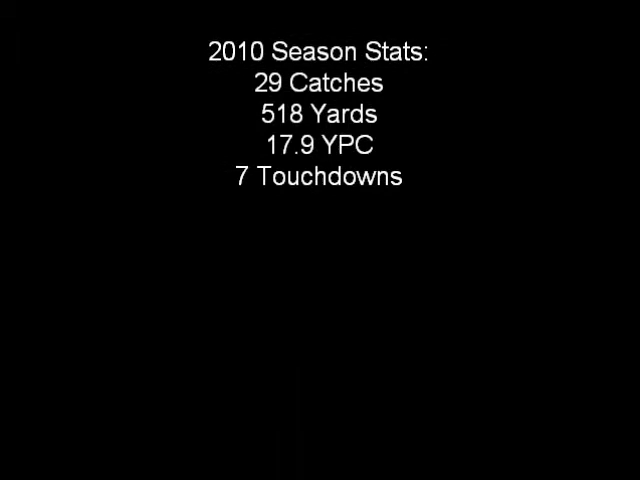 2010 Season Stats:
29 Catches
518 Yards
17.9 YPC
7 Touchdowns